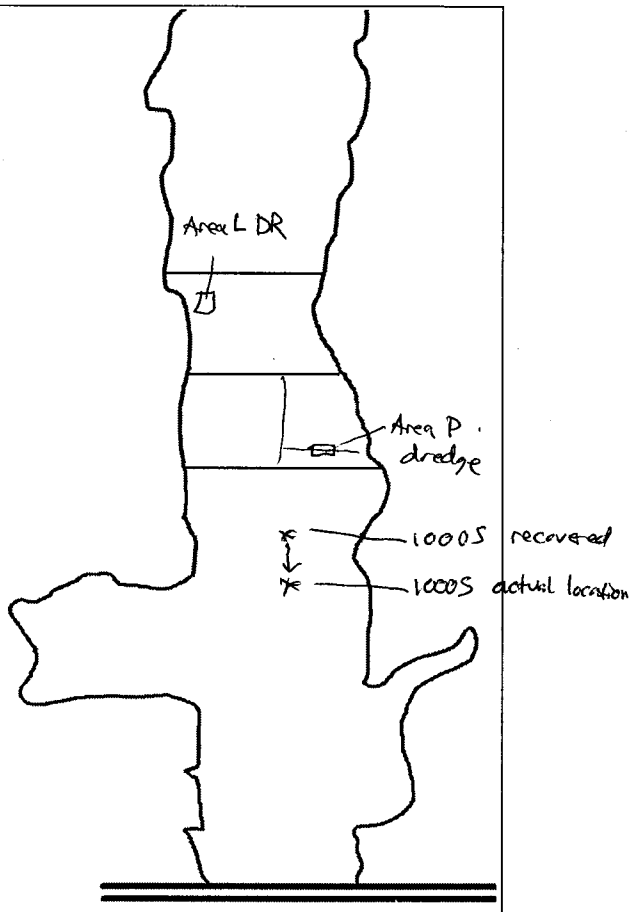 Area L DR
Area P.
dredge
1000S recovered
1000S actual location